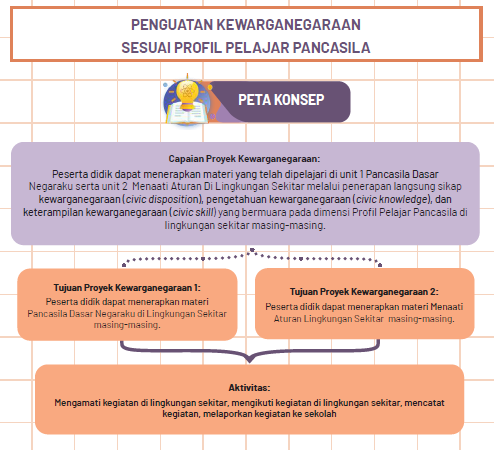 PENGUATAN KEWARGANEGARAAN
SESUAI PROFIL PELAJAR PANCASILA
PETA KONSEP
Capaian Proyek Kewarganegaraan:
Peserta didik dapat menerapkan materi yang telah dipelajari di unit 1 Pancasila Dasar
Negaraku serta unit 2 Menaati Aturan Di Lingkungan Sekitar melalui penerapan langsung sikap
kewarganegaraan (civic disposition), pengetahuan kewarganegaraan (civic knowledge), dan
keterampilan kewarganegaraan (civic skill) yang bermuara pada dimensi Profil Pelajar Pancasila di
lingkungan sekitar masing-masing.
Tujuan Proyek Kewarganegaraan 1:
Peserta didik dapat menerapkan materi
Pancasila Dasar Negaraku di Lingkungan Sekitar
masing-masing.
Tujuan Proyek Kewarganegaraan 2:
Peserta didik dapat menerapkan materi Menaati
Aturan Lingkungan Sekitar masing-masing.
Aktivitas:
Mengamati kegiatan di lingkungan sekitar, mengikuti kegiatan di lingkungan sekitar, mencatat
kegiatan, melaporkan kegiatan ke sekolah